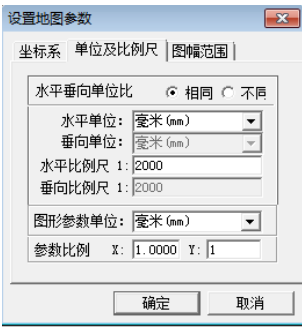 设置地图参数
坐标系 单位及比例尺 图幅范围
水平垂向单位比 相同 不同
水平单位: 毫米(mm)
垂向单位: 毫米(mm)
水平比例尺 1: 2000
垂向比例尺 1: 2000
图形参数单位: 毫米(mm)
参数比例 X: 1.0000 Y: 1
确定 取消